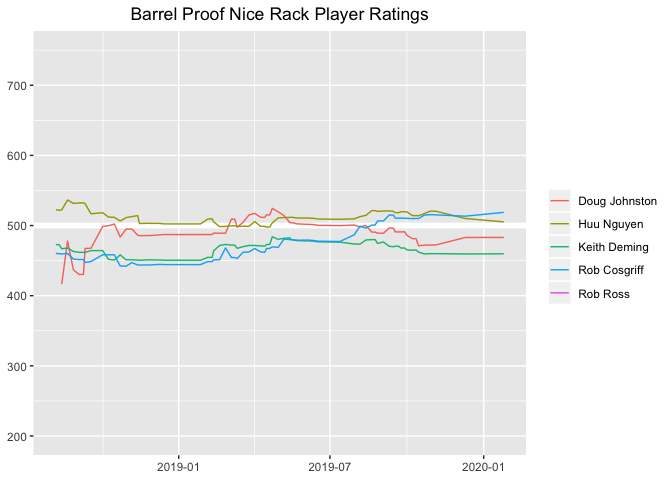 Barrel Proof Nice Rack Player Ratings
700
600
500
400
300
200
2019-01
2019-07
2020-01
Doug Johnston
Huu Nguyen
Keith Deming
Rob Cosgriff
Rob Ross